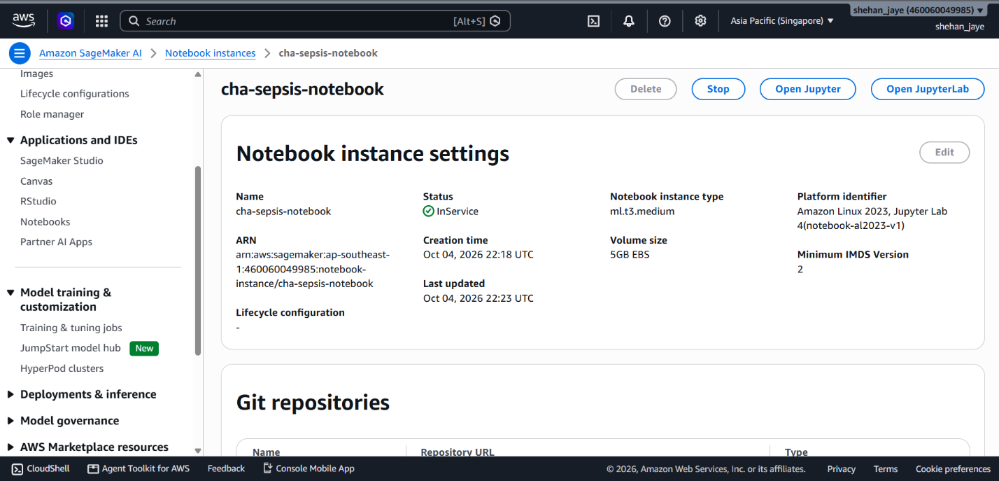 aws
Search
[Alt+S]
Asia Pacific (Singapore)
shehan_jaye (460060049985)
shehan_jaye
Amazon SageMaker AI
Notebook instances
cha-sepsis-notebook
Images
Lifecycle configurations
Role manager
Applications and IDEs
SageMaker Studio
Canvas
RStudio
Notebooks
Partner AI Apps
Model training &
customization
Training & tuning jobs
JumpStart model hub New
HyperPod clusters
Deployments & inference
Model governance
AWS Marketplace resources
cha-sepsis-notebook
Delete
Stop
Open Jupyter
Open JupyterLab
Notebook instance settings
Edit
Name
cha-sepsis-notebook
ARN
arn:aws:sagemaker:ap-southeast-
1:460060049985:notebook-
instance/cha-sepsis-notebook
Lifecycle configuration
-
Status
InService
Creation time
Oct 04, 2026 22:18 UTC
Last updated
Oct 04, 2026 22:23 UTC
Notebook instance type
ml.t3.medium
Volume size
5GB EBS
Platform identifier
Amazon Linux 2023, Jupyter Lab
4(notebook-al2023-v1)
Minimum IMDS Version
2
Git repositories
Name
Repository URL
Type
CloudShell
Agent Toolkit for AWS
Feedback
Console Mobile App
© 2026, Amazon Web Services, Inc. or its affiliates.
Privacy
Terms
Cookie preferences